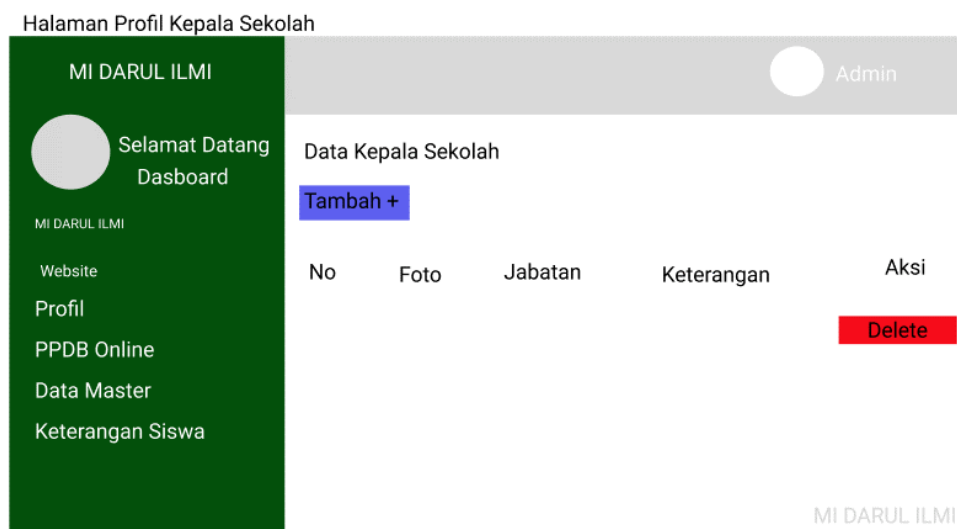 Halaman Profil Kepala Sekolah
MI DARUL ILMI
Admin
Selamat Datang
Dasboard
MI DARUL ILMI
Website
Profil
PPDB Online
Data Master
Keterangan Siswa
Data Kepala Sekolah
Tambah +
No Foto Jabatan Keterangan Aksi
Delete
MI DARUL ILMI